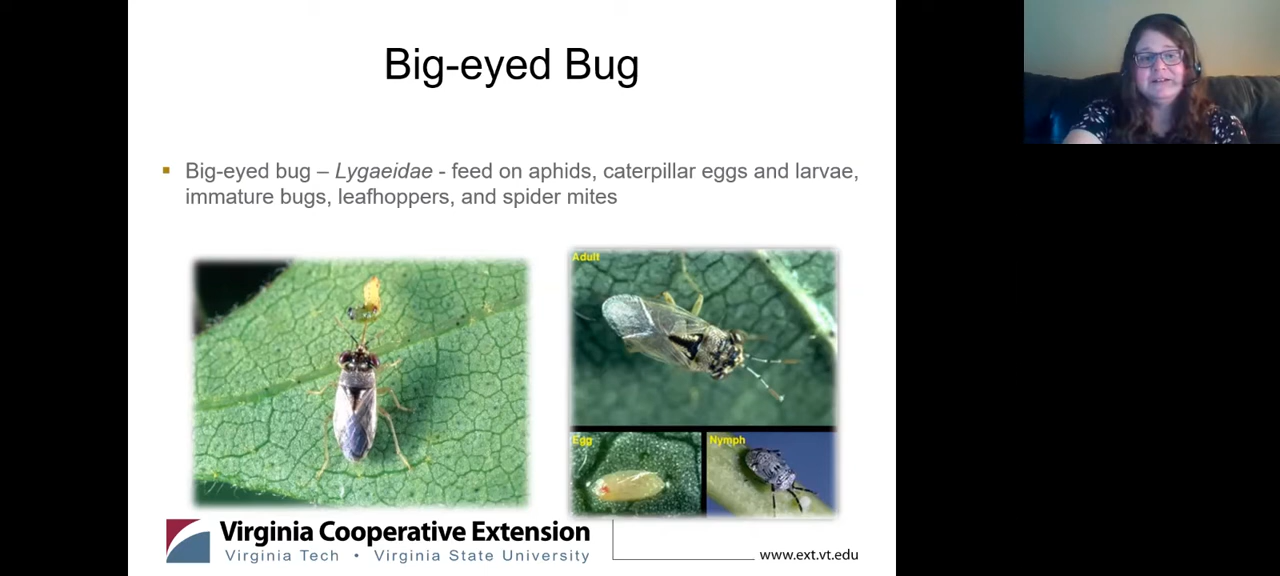 Big-eyed Bug
Big-eyed bug – Lygaeidae - feed on aphids, caterpillar eggs and larvae,
immature bugs, leafhoppers, and spider mites
Adult
Egg
Nymph
Virginia Cooperative Extension
Virginia Tech • Virginia State University
www.ext.vt.edu